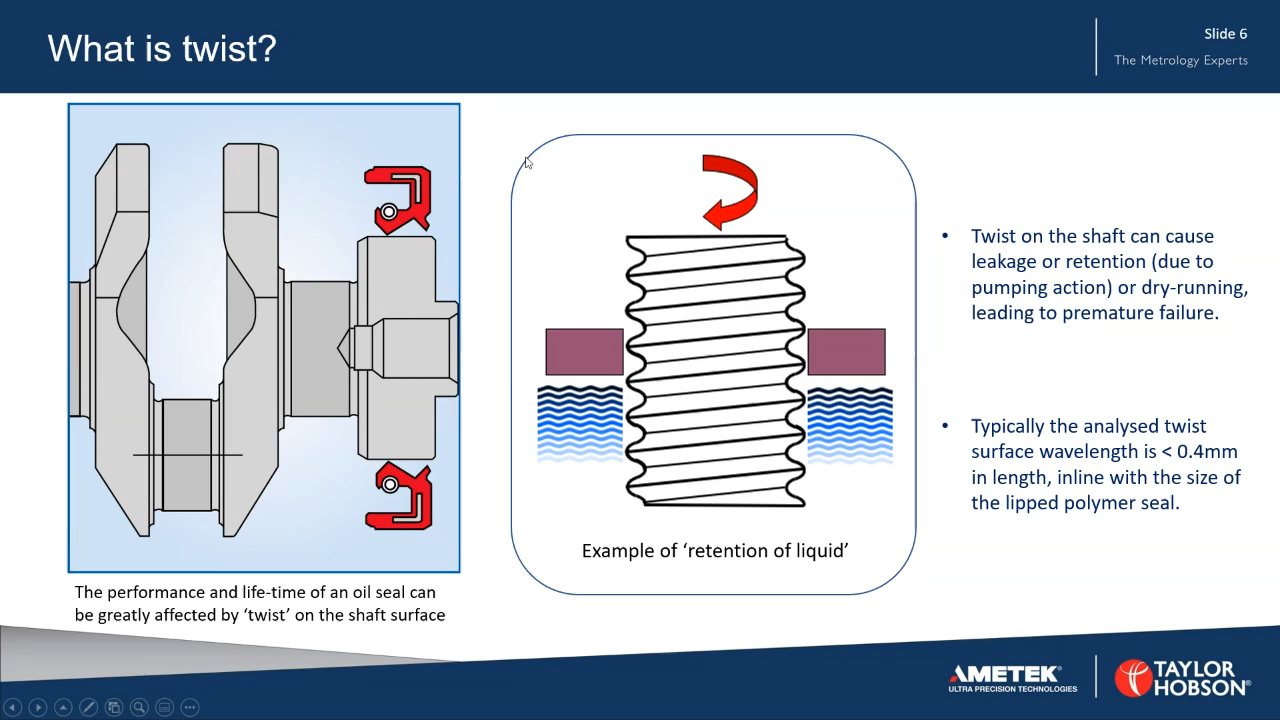 What is twist?
Slide 6
The Metrology Experts
The performance and life-time of an oil seal can
be greatly affected by ‘twist’ on the shaft surface
Example of ‘retention of liquid’
• Twist on the shaft can cause
leakage or retention (due to
pumping action) or dry-running,
leading to premature failure.
• Typically the analysed twist
surface wavelength is < 0.4mm
in length, inline with the size of
the lipped polymer seal.
AMETEK®
ULTRA PRECISION TECHNOLOGIES
TAYLOR
HOBSON®